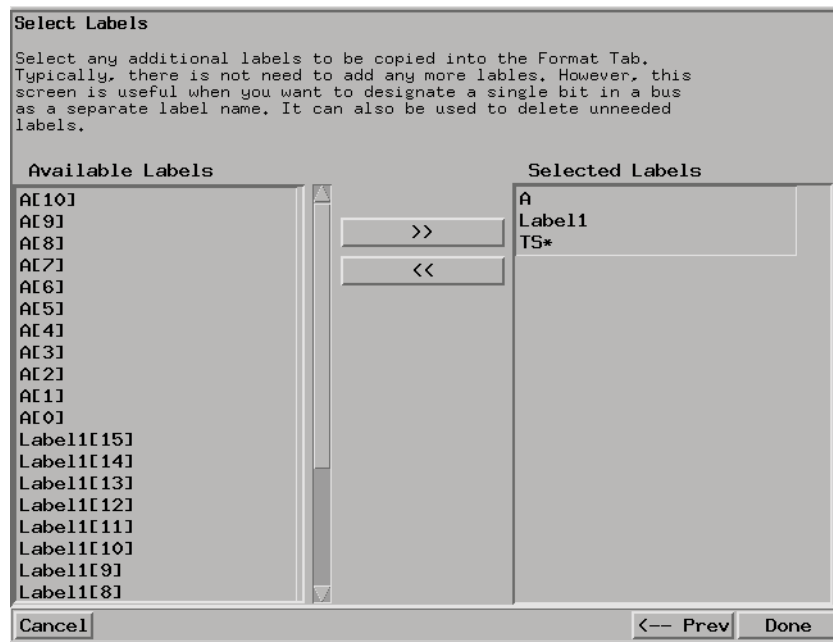 Select Labels
Select any additional labels to be copied into the Format Tab.
Typically, there is not need to add any more lables. However, this
screen is useful when you want to designate a single bit in a bus
as a separate label name. It can also be used to delete unneeded
labels.
Available Labels
A[10]
A[9]
A[8]
A[7]
A[6]
A[5]
A[4]
A[3]
A[2]
A[1]
A[0]
Label1[15]
Label1[14]
Label1[13]
Label1[12]
Label1[11]
Label1[10]
Label1[9]
Label1[8]
>>
<<
Selected Labels
A
Label1
TS*
Cancel
<-- Prev
Done